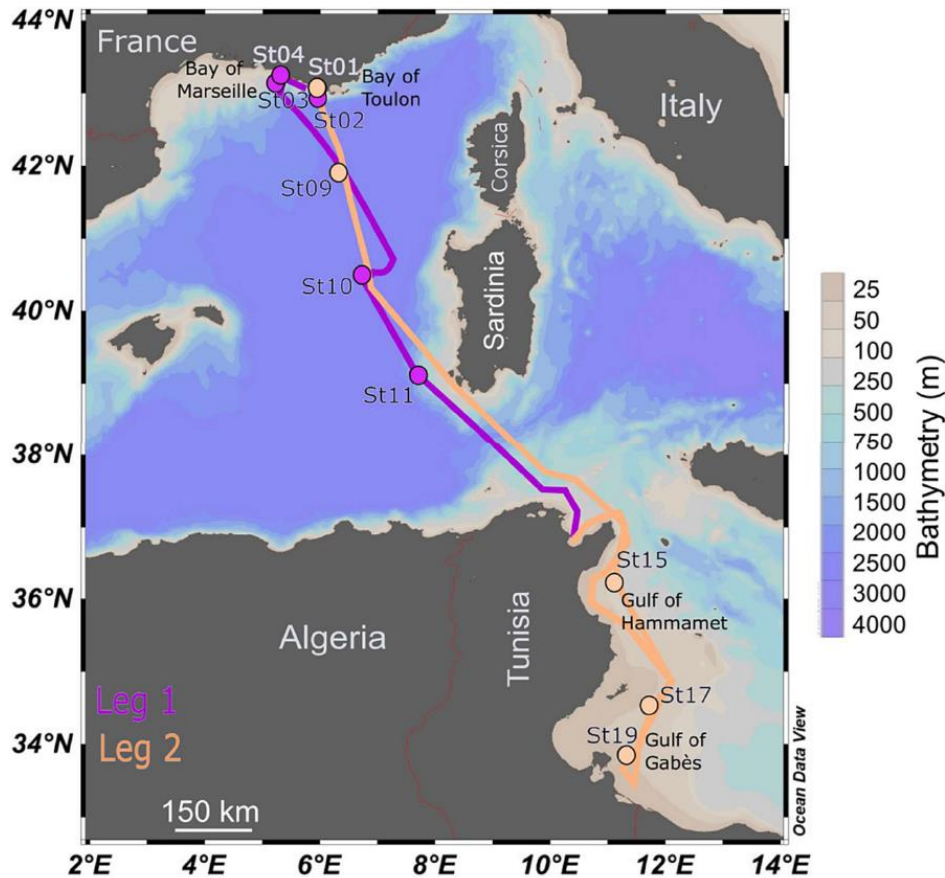 44°N
42°N
40°N
38°N
36°N
34°N
2°E
4°E
6°E
8°E
10°E
12°E
14°E
France
St04
St01
Bay of
Marseille
Bay of
Toulon
St03
St02
Italy
Corsica
St09
Sardinia
St10
St11
St15
Gulf of
Hammamet
Algeria
Tunisia
St17
St19
Gulf of
Gabès
Leg 1
Leg 2
150 km
Ocean Data View
25
50
100
250
500
750
1000
1500
2000
2500
3000
4000
Bathymetry (m)